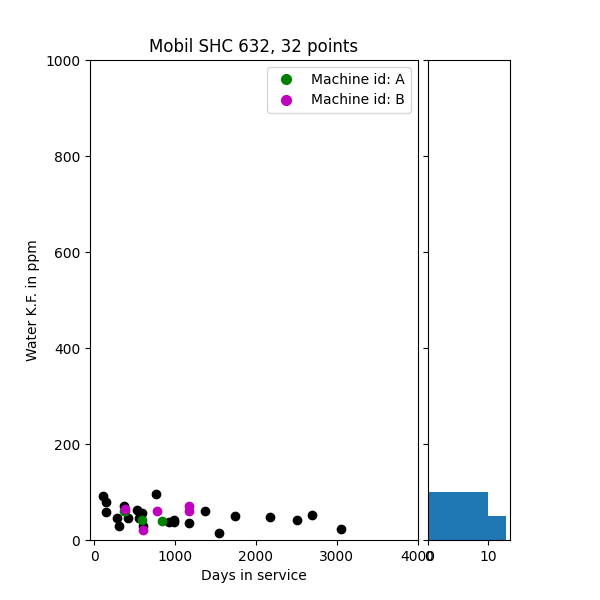 Mobil SHC 632, 32 points
Machine id: A
Machine id: B
Water K.F. in ppm
1000
800
600
400
200
0
0
1000
2000
3000
4000
0
10
Days in service